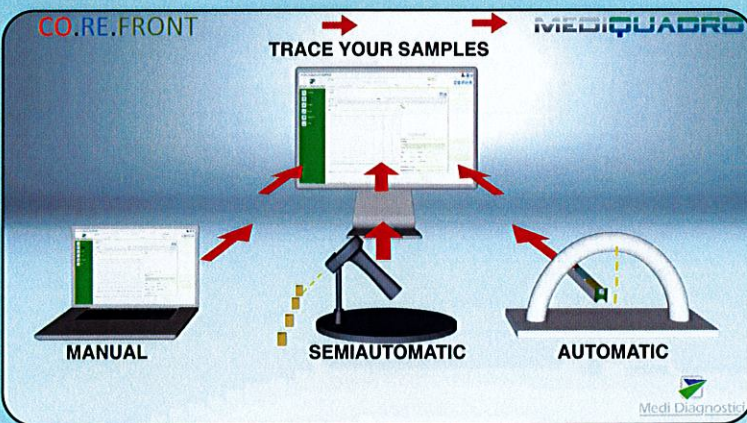 CO.RE.FRONT
MEDIQUADRO
TRACE YOUR SAMPLES
MANUAL
SEMIAUTOMATIC
AUTOMATIC
Medi Diagnostici